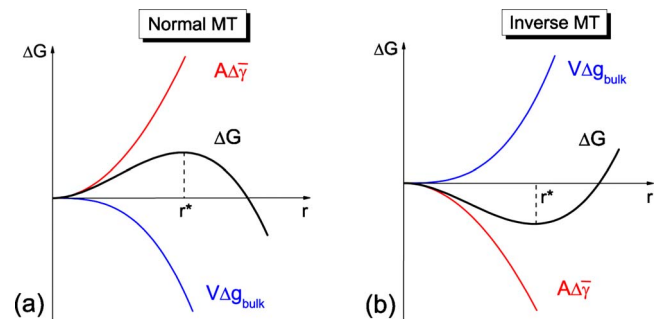 Normal MT
ΔG
AΔγ̄
ΔG
r*
r
VΔg_bulk
(a)
Inverse MT
ΔG
VΔg_bulk
ΔG
r*
r
AΔγ̄
(b)